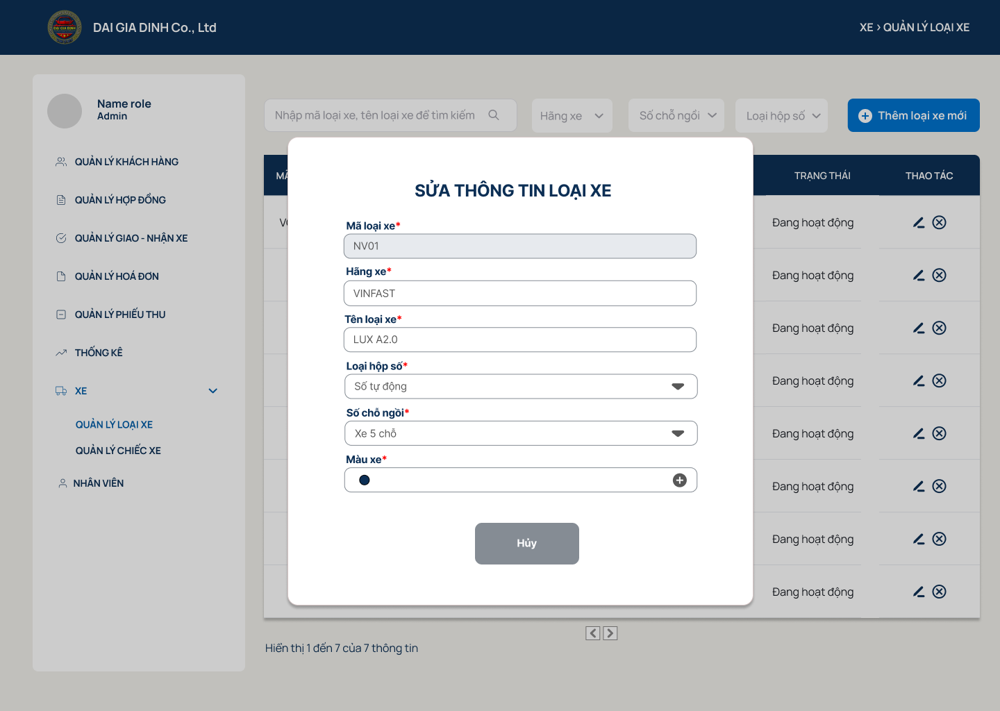 DAI GIA DINH
DAI GIA DINH Co., Ltd
XE > QUẢN LÝ LOẠI XE
Name role
Admin
QUẢN LÝ KHÁCH HÀNG
QUẢN LÝ HỢP ĐỒNG
QUẢN LÝ GIAO - NHẬN XE
QUẢN LÝ HOÁ ĐƠN
QUẢN LÝ PHIẾU THU
THỐNG KÊ
XE
QUẢN LÝ LOẠI XE
QUẢN LÝ CHIẾC XE
NHÂN VIÊN
Nhập mã loại xe, tên loại xe để tìm kiếm
Hãng xe
Số chỗ ngồi
Loại hộp số
Thêm loại xe mới
TRẠNG THÁI
THAO TÁC
Đang hoạt động
Đang hoạt động
Đang hoạt động
Đang hoạt động
Đang hoạt động
Đang hoạt động
Đang hoạt động
Đang hoạt động
SỬA THÔNG TIN LOẠI XE
Mã loại xe*
NV01
Hãng xe*
VINFAST
Tên loại xe*
LUX A2.0
Loại hộp số*
Số tự động
Số chỗ ngồi*
Xe 5 chỗ
Màu xe*
Hủy
Hiển thị 1 đến 7 của 7 thông tin